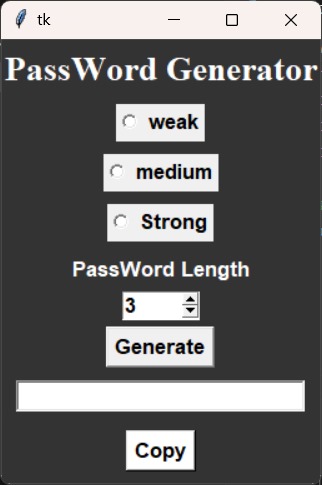 tk
PassWord Generator
weak
medium
Strong
PassWord Length
3
Generate
Copy